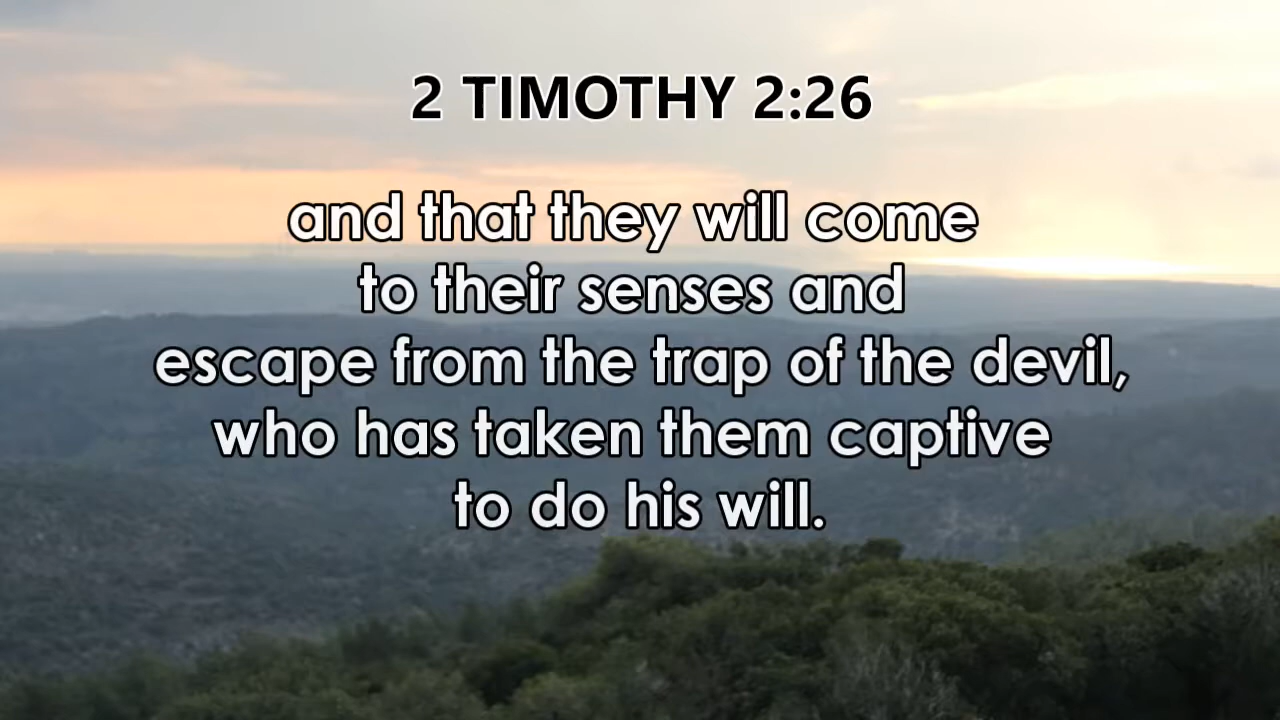 2 TIMOTHY 2:26
and that they will come
to their senses and
escape from the trap of the devil,
who has taken them captive
to do his will.